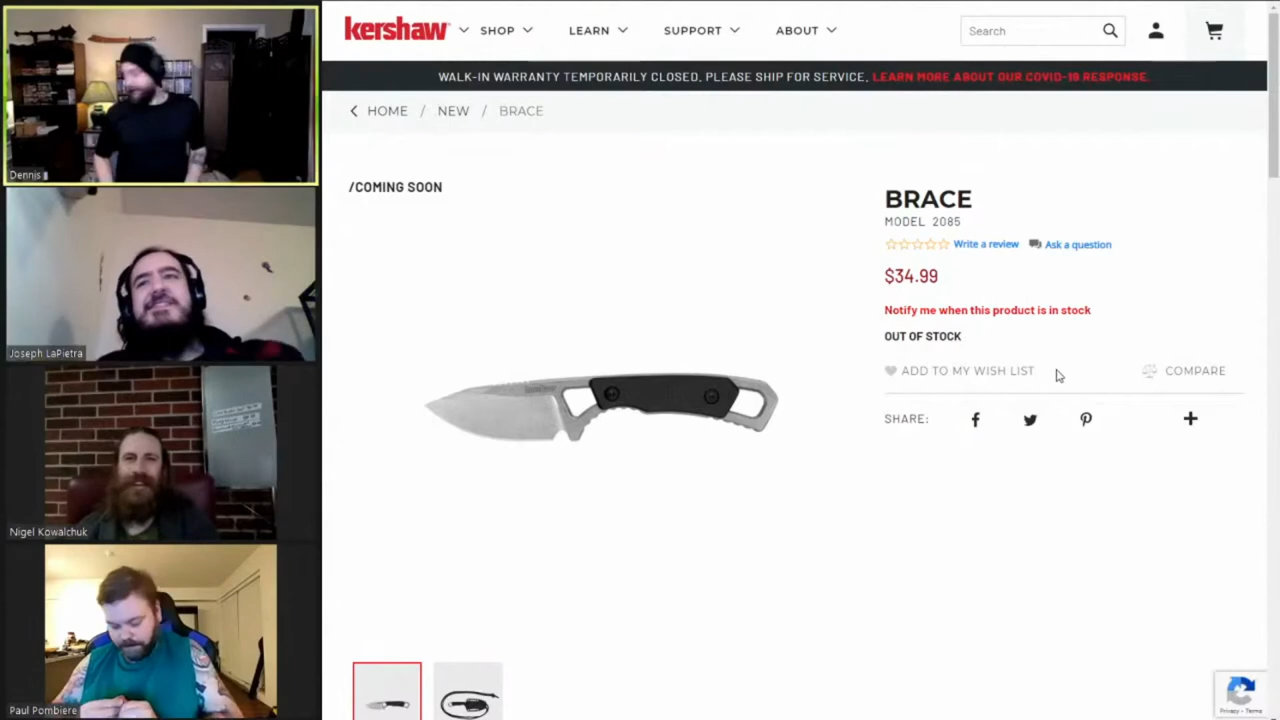 kershaw
SHOP
LEARN
SUPPORT
ABOUT
Search
WALK-IN WARRANTY TEMPORARILY CLOSED. PLEASE SHIP FOR SERVICE. LEARN MORE ABOUT OUR COVID-19 RESPONSE.
HOME / NEW / BRACE
/COMING SOON
BRACE
MODEL 2085
Write a review
Ask a question
$34.99
Notify me when this product is in stock
OUT OF STOCK
ADD TO MY WISH LIST
COMPARE
SHARE:
Privacy - Terms
Dennis
Joseph LaPietra
Nigel Kowalchuk
Paul Pombiere